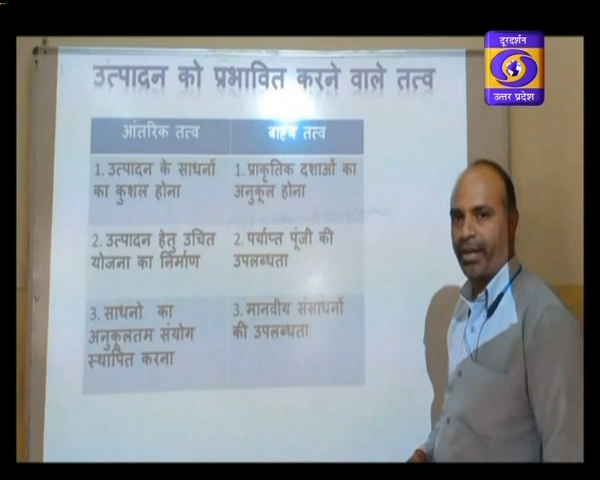 दूरदर्शन
उत्तर प्रदेश
उत्पादन को प्रभावित करने वाले तत्व
आंतरिक तत्व
बाह्य तत्व
1. उत्पादन के साधनों
का कुशल होना
1. प्राकृतिक दशाओं का
अनुकूल होना
2. उत्पादन हेतु उचित
योजना का निर्माण
2. पर्याप्त पूंजी की
उपलब्धता
3. साधनो का
अनुकूलतम संयोग
स्थापित करना
3. मानवीय संसाधनों
की उपलब्धता